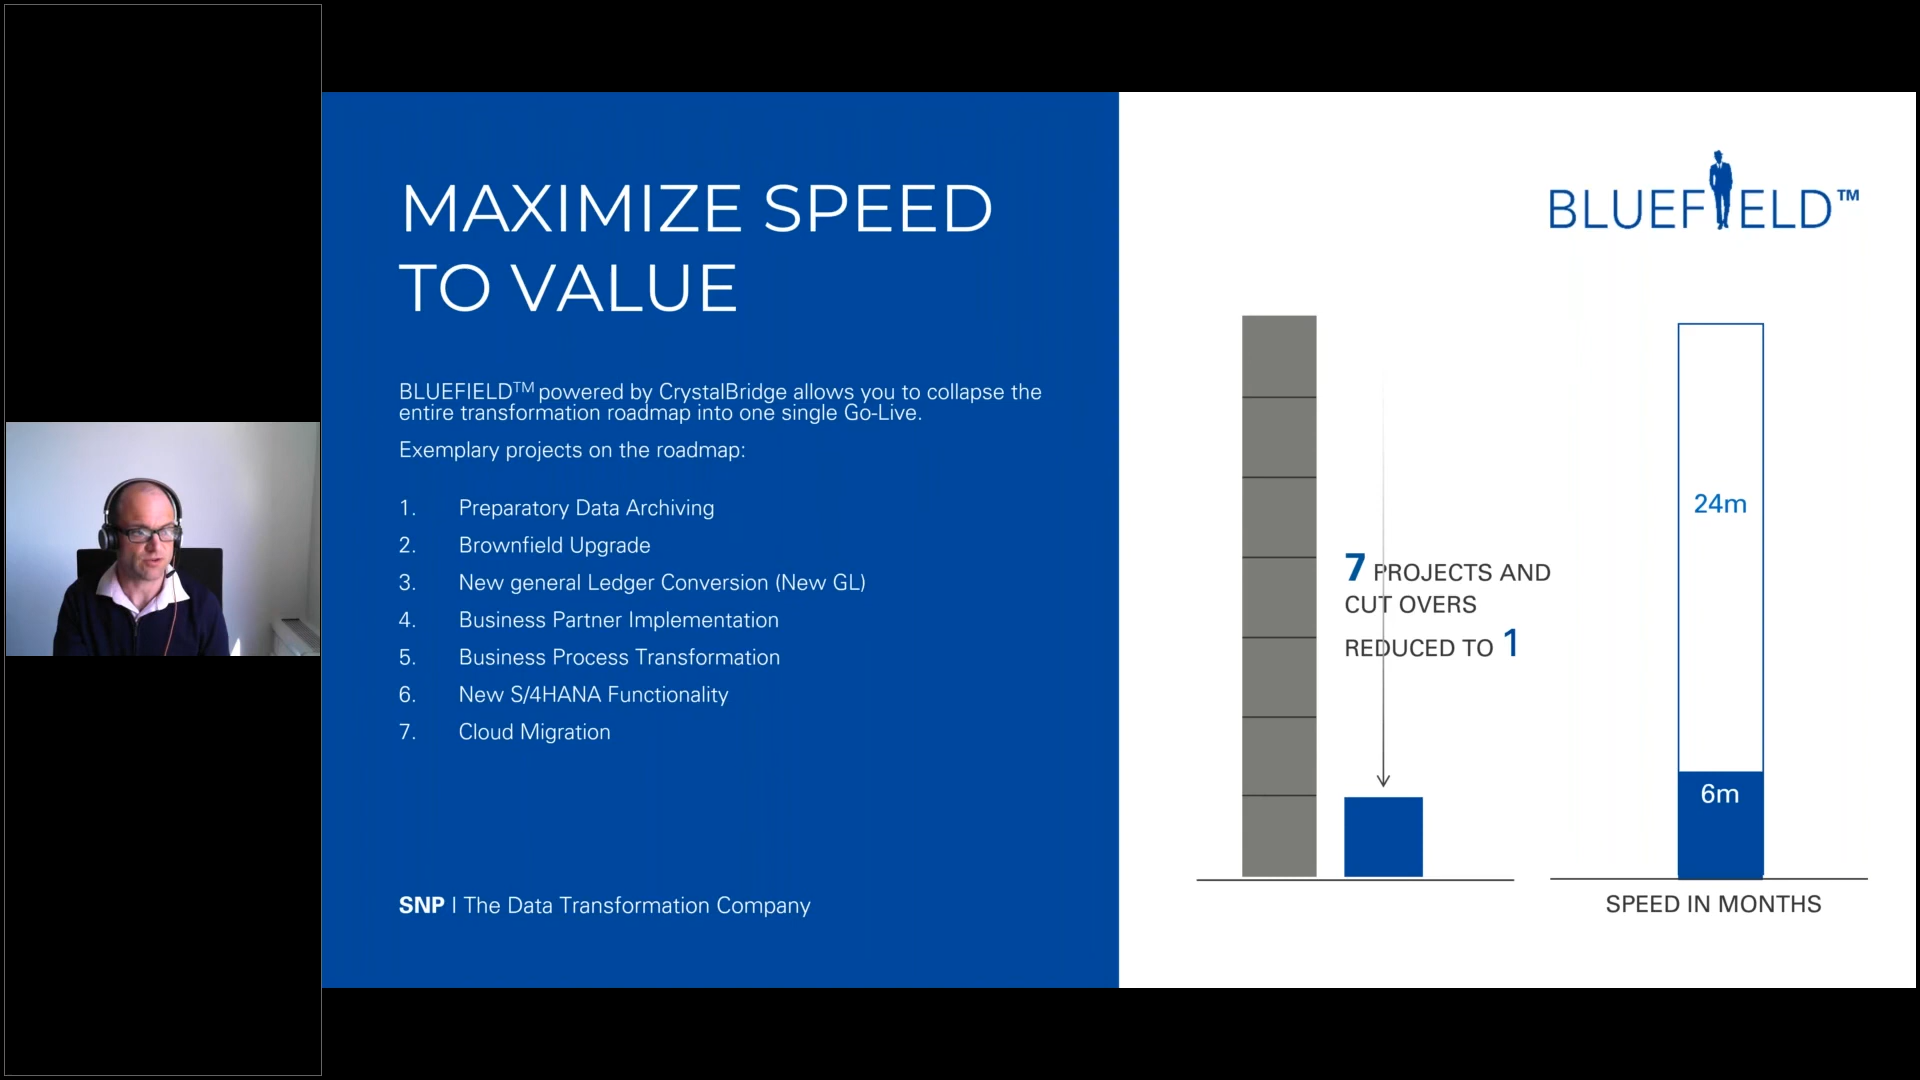 MAXIMIZE SPEED
TO VALUE
BLUEFIELD™ powered by CrystalBridge allows you to collapse the
entire transformation roadmap into one single Go-Live.
Exemplary projects on the roadmap:
1. Preparatory Data Archiving
2. Brownfield Upgrade
3. New general Ledger Conversion (New GL)
4. Business Partner Implementation
5. Business Process Transformation
6. New S/4HANA Functionality
7. Cloud Migration
SNP | The Data Transformation Company
BLUEFIELD™
7 PROJECTS AND
CUT OVERS
REDUCED TO 1
24m
6m
SPEED IN MONTHS